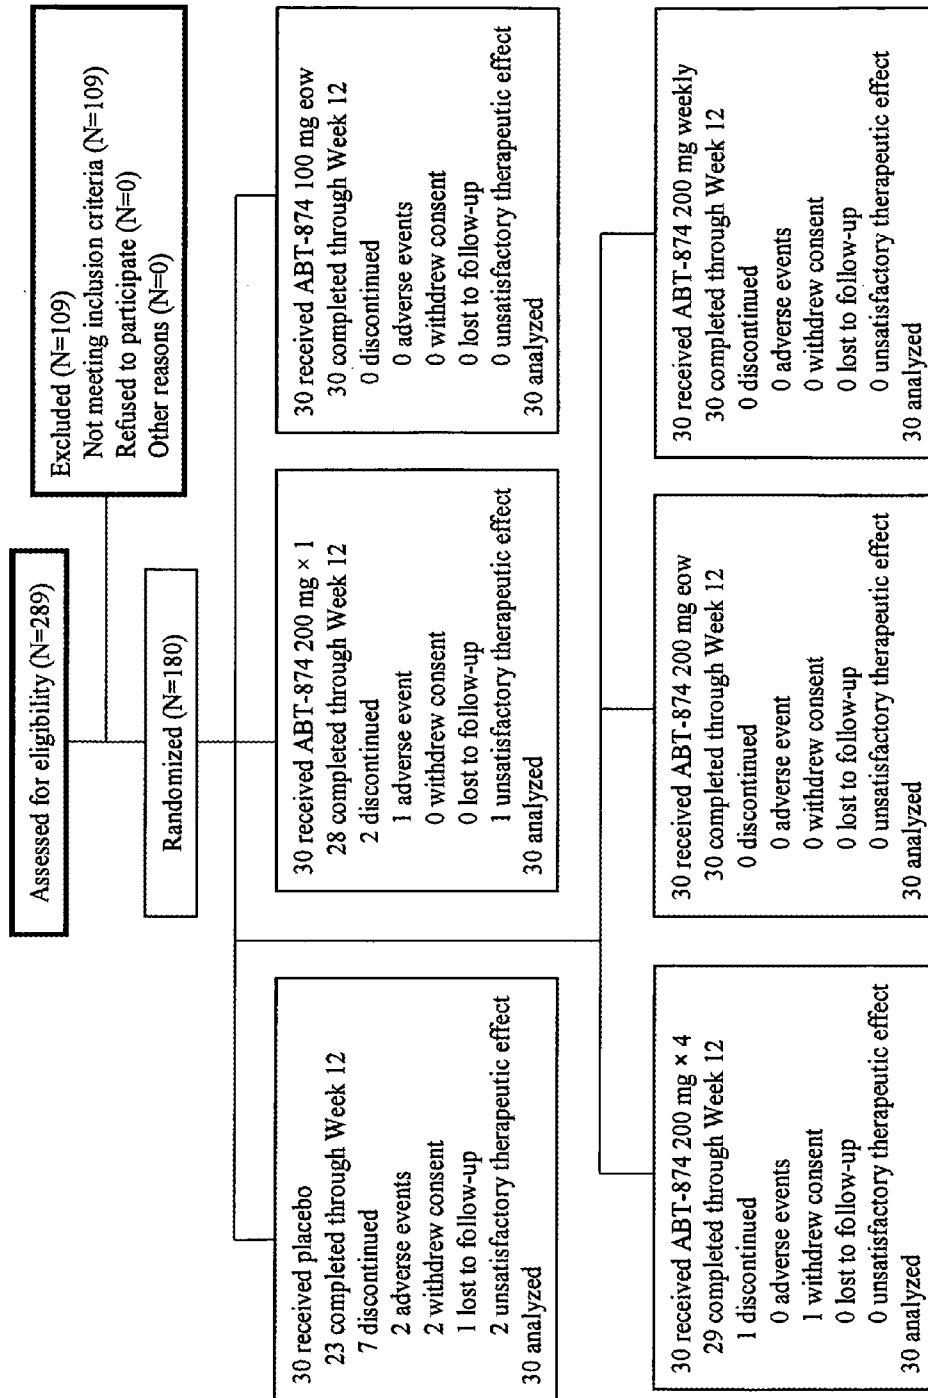 Assessed for eligibility (N=289)
Excluded (N=109)
Not meeting inclusion criteria (N=109)
Refused to participate (N=0)
Other reasons (N=0)
Randomized (N=180)
30 received placebo
23 completed through Week 12
7 discontinued
2 adverse events
2 withdrew consent
1 lost to follow-up
2 unsatisfactory therapeutic effect
30 analyzed
30 received ABT-874 200 mg × 1
28 completed through Week 12
2 discontinued
1 adverse event
0 withdrew consent
0 lost to follow-up
1 unsatisfactory therapeutic effect
30 analyzed
30 received ABT-874 100 mg eow
30 completed through Week 12
0 discontinued
0 adverse events
0 withdrew consent
0 lost to follow-up
0 unsatisfactory therapeutic effect
30 analyzed
30 received ABT-874 200 mg × 4
29 completed through Week 12
1 discontinued
0 adverse events
1 withdrew consent
0 lost to follow-up
0 unsatisfactory therapeutic effect
30 analyzed
30 received ABT-874 200 mg eow
30 completed through Week 12
0 discontinued
0 adverse event
0 withdrew consent
0 lost to follow-up
0 unsatisfactory therapeutic effect
30 analyzed
30 received ABT-874 200 mg weekly
30 completed through Week 12
0 discontinued
0 adverse events
0 withdrew consent
0 lost to follow-up
0 unsatisfactory therapeutic effect
30 analyzed